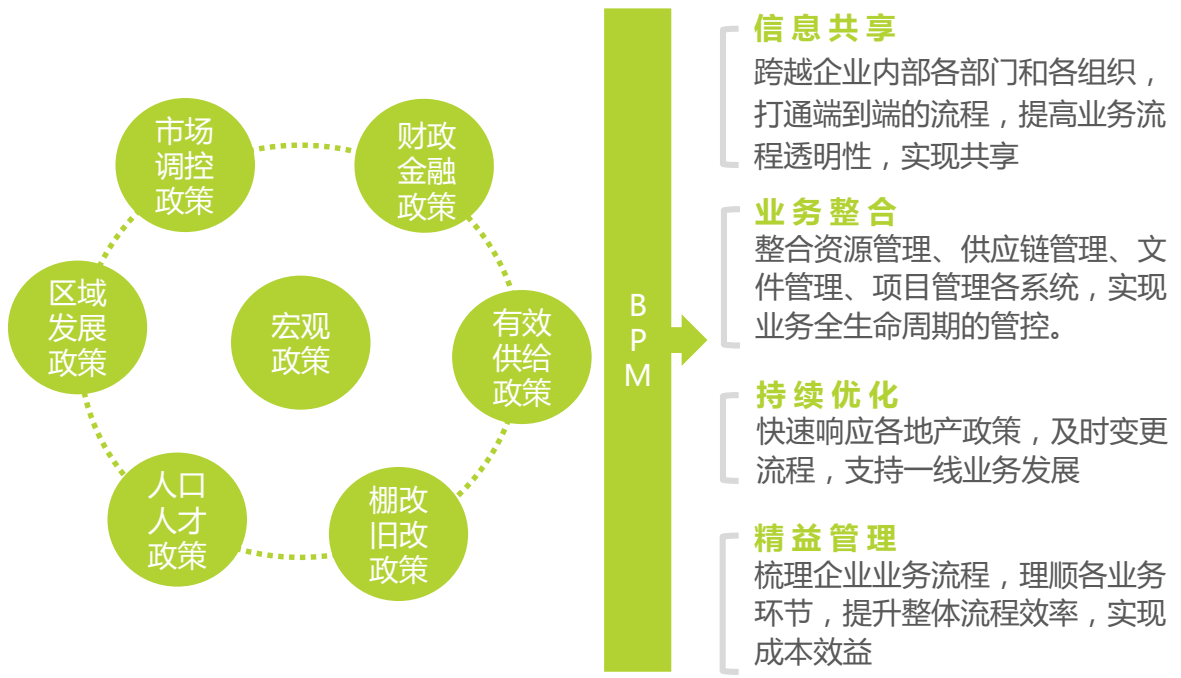 市场
调控
政策
财政
金融
政策
区域
发展
政策
宏观
政策
有效
供给
政策
人口
人才
政策
棚改
旧改
政策
B
P
M
信息共享
跨越企业内部各部门和各组织，
打通端到端的流程，提高业务流
程透明性，实现共享
业务整合
整合资源管理、供应链管理、文
件管理、项目管理各系统，实现
业务全生命周期的管控。
持续优化
快速响应各地产政策，及时变更
流程，支持一线业务发展
精益管理
梳理企业业务流程，理顺各业务
环节，提升整体流程效率，实现
成本效益